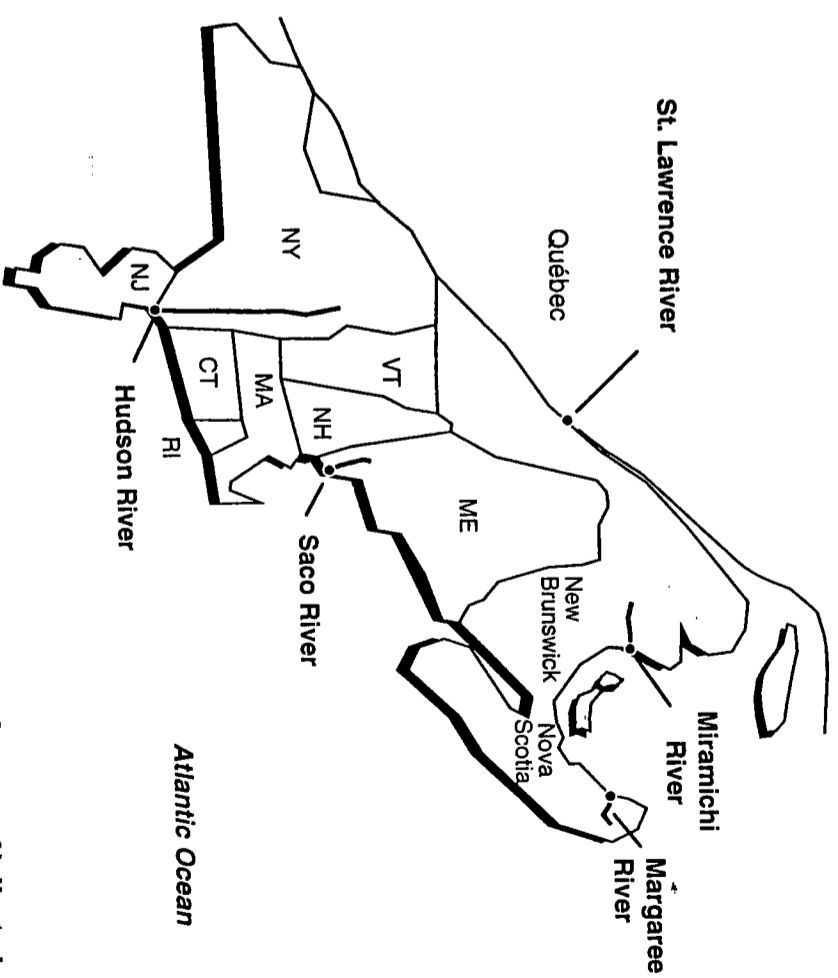 St. Lawrence River
Québec
Miramichi
River
Margaree
River
New
Brunswick
Nova
Scotia
ME
NY
VT
NH
MA
CT
RI
NJ
Saco River
Hudson River
Atlantic Ocean